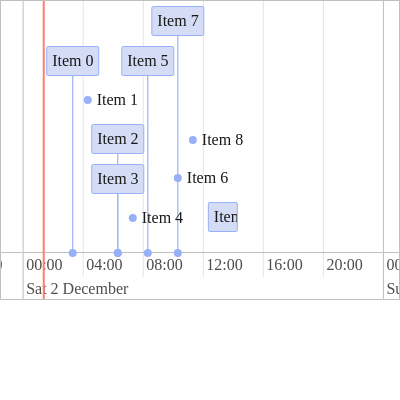 Item 7
Item 0
Item 5
Item 1
Item 2
Item 8
Item 3
Item 6
Item 4
00:00 04:00 08:00 12:00 16:00 20:00
Sat 2 December